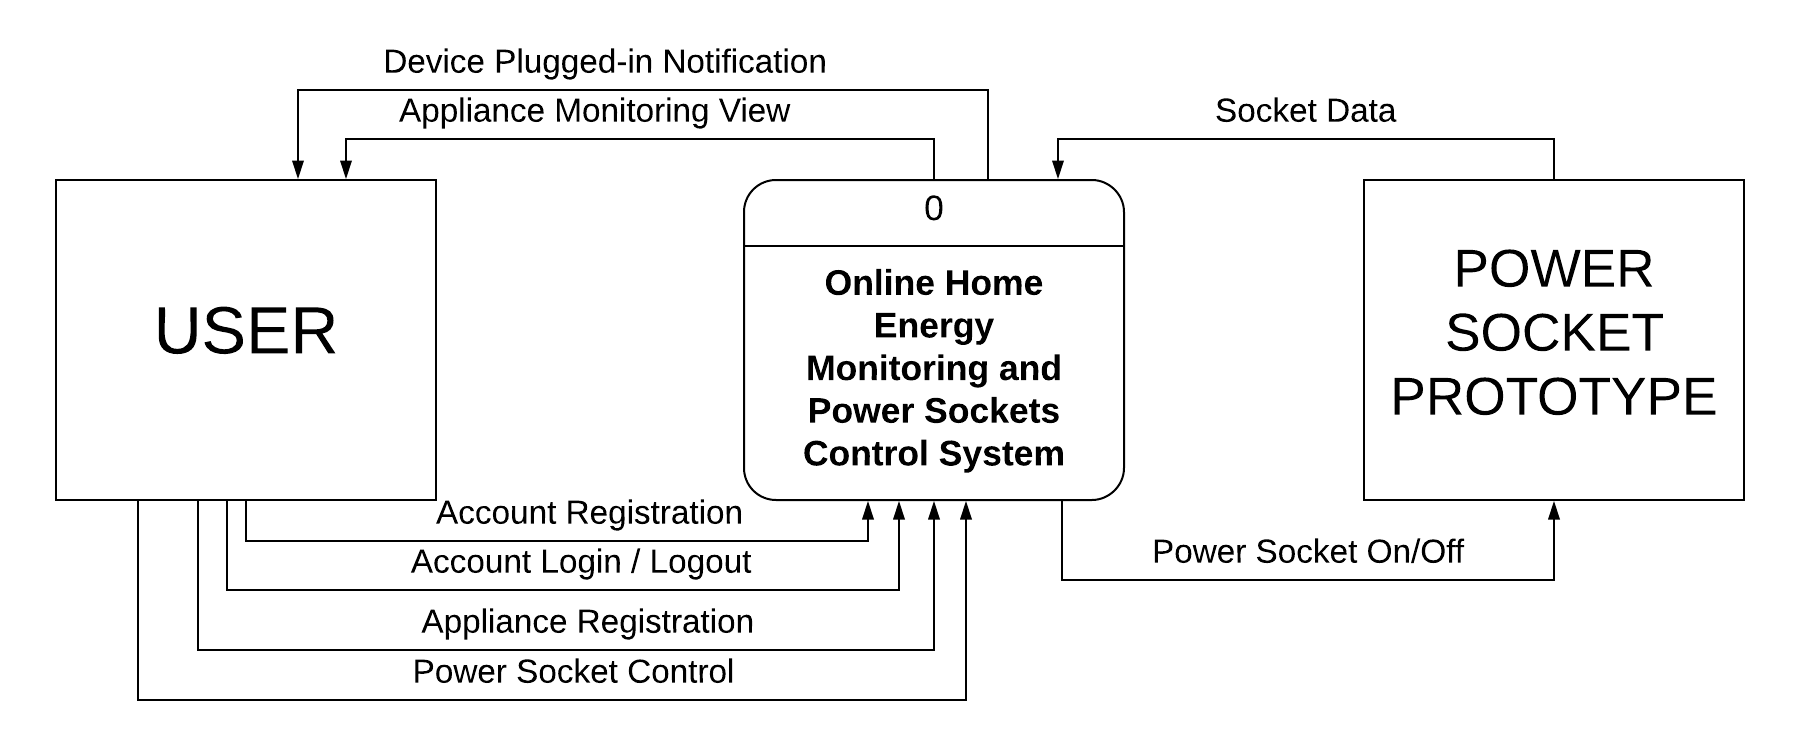 Device Plugged-in Notification
Appliance Monitoring View
Socket Data
USER
0
Online Home
Energy
Monitoring and
Power Sockets
Control System
POWER
SOCKET
PROTOTYPE
Account Registration
Account Login / Logout
Appliance Registration
Power Socket Control
Power Socket On/Off